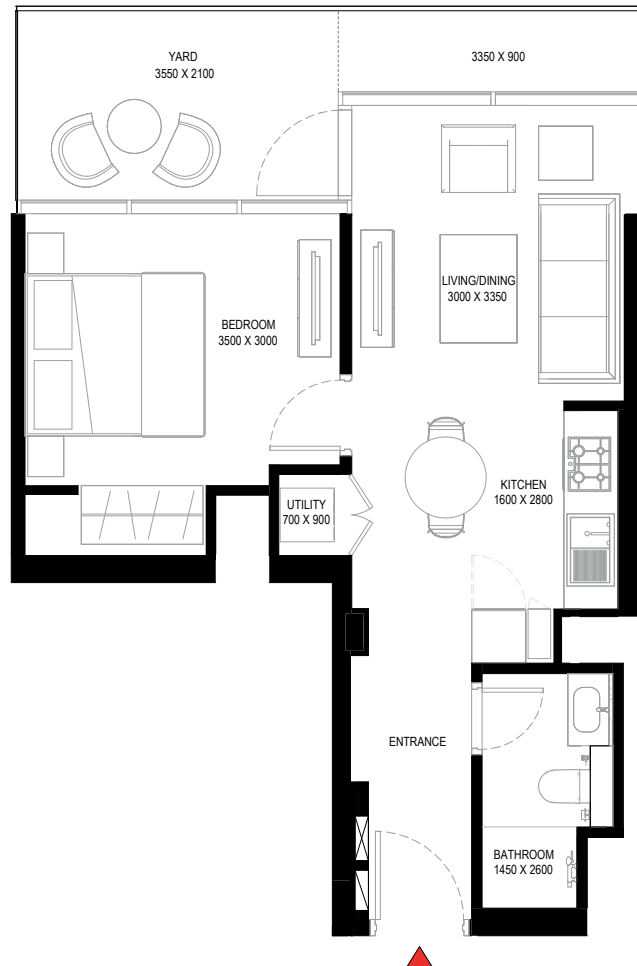 YARD
3550 X 2100
3350 X 900
LIVING/DINING
3000 X 3350
BEDROOM
3500 X 3000
KITCHEN
1600 X 2800
UTILITY
700 X 900
ENTRANCE
BATHROOM
1450 X 2600